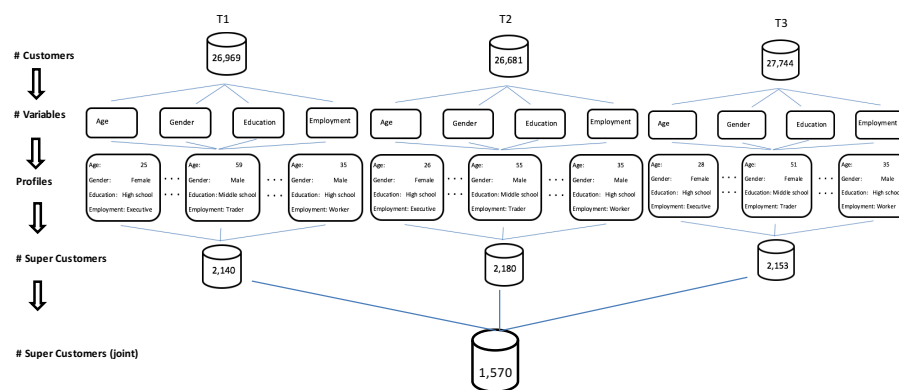 T1 T2 T3
# Customers 26,969 26,681 27,744
# Variables Age Gender Education Employment Age Gender Education Employment Age Gender Education Employment
Profiles
Age: 25
Gender: Female
Education: High school
Employment: Executive
Age: 59
Gender: Male
Education: Middle school
Employment: Trader
Age: 35
Gender: Male
Education: High school
Employment: Worker
Age: 26
Gender: Female
Education: High school
Employment: Executive
Age: 55
Gender: Male
Education: Middle school
Employment: Trader
Age: 35
Gender: Male
Education: High school
Employment: Worker
Age: 28
Gender: Female
Education: High school
Employment: Executive
Age: 51
Gender: Female
Education: Middle school
Employment: Trader
Age: 35
Gender: Male
Education: High school
Employment: Worker
# Super Customers 2,140 2,180 2,153
# Super Customers (joint) 1,570